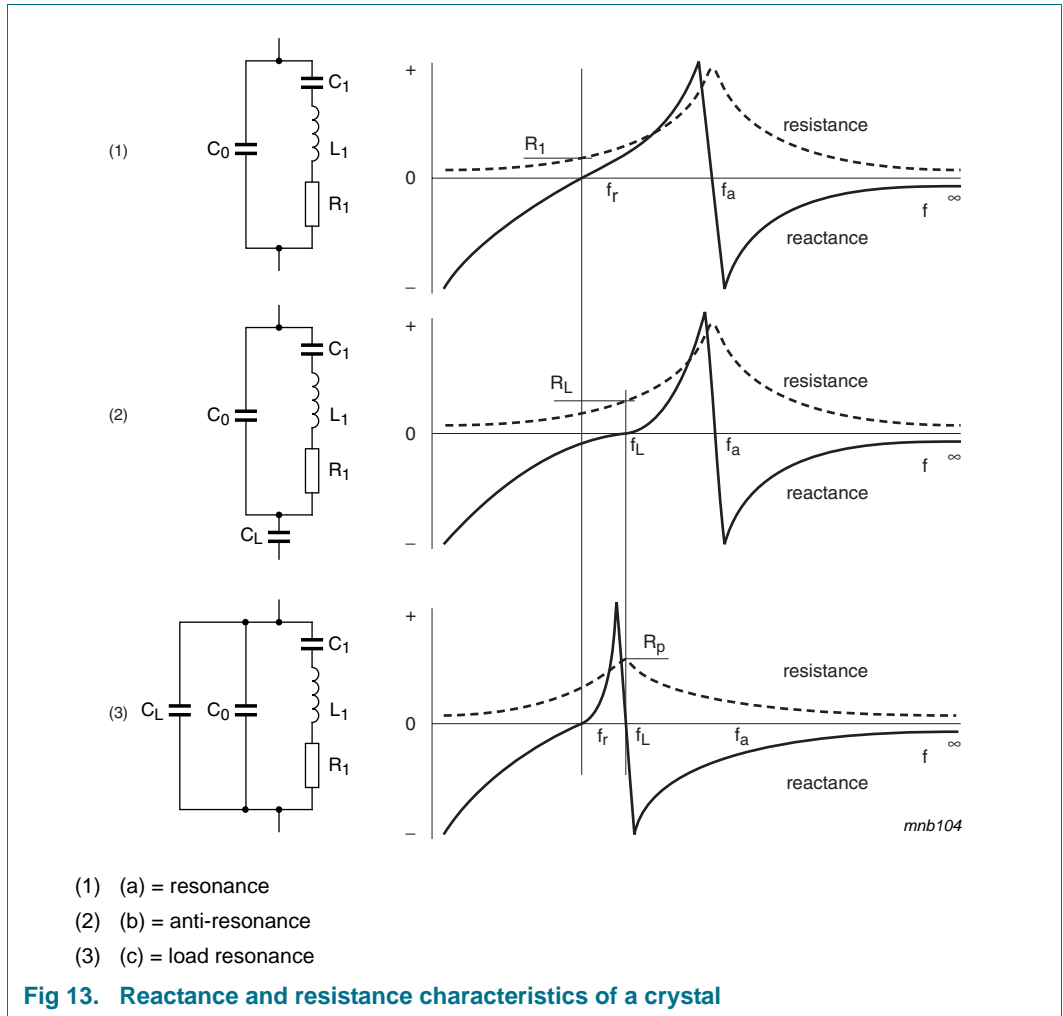 (1)
C0
C1
L1
R1
+
0
−
R1
fr
fa
resistance
reactance
f
∞
(2)
C0
C1
L1
R1
CL
+
0
−
RL
fL
fa
resistance
reactance
f
∞
(3)
CL
C0
C1
L1
R1
+
0
−
Rp
fr
fL
fa
resistance
reactance
f
∞
mnb104
(1) (a) = resonance
(2) (b) = anti-resonance
(3) (c) = load resonance
Fig 13. Reactance and resistance characteristics of a crystal